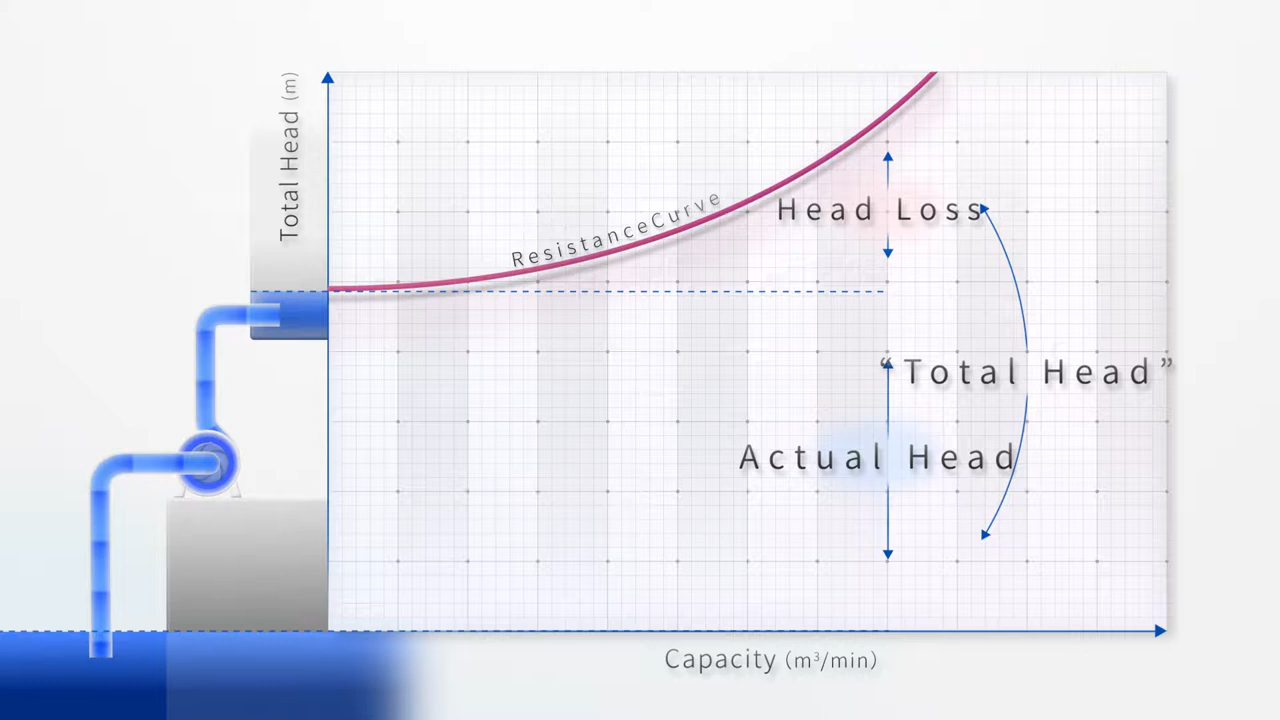 Total Head (m)
ResistanceCurve
Head Loss
“Total Head”
Actual Head
Capacity (m³/min)